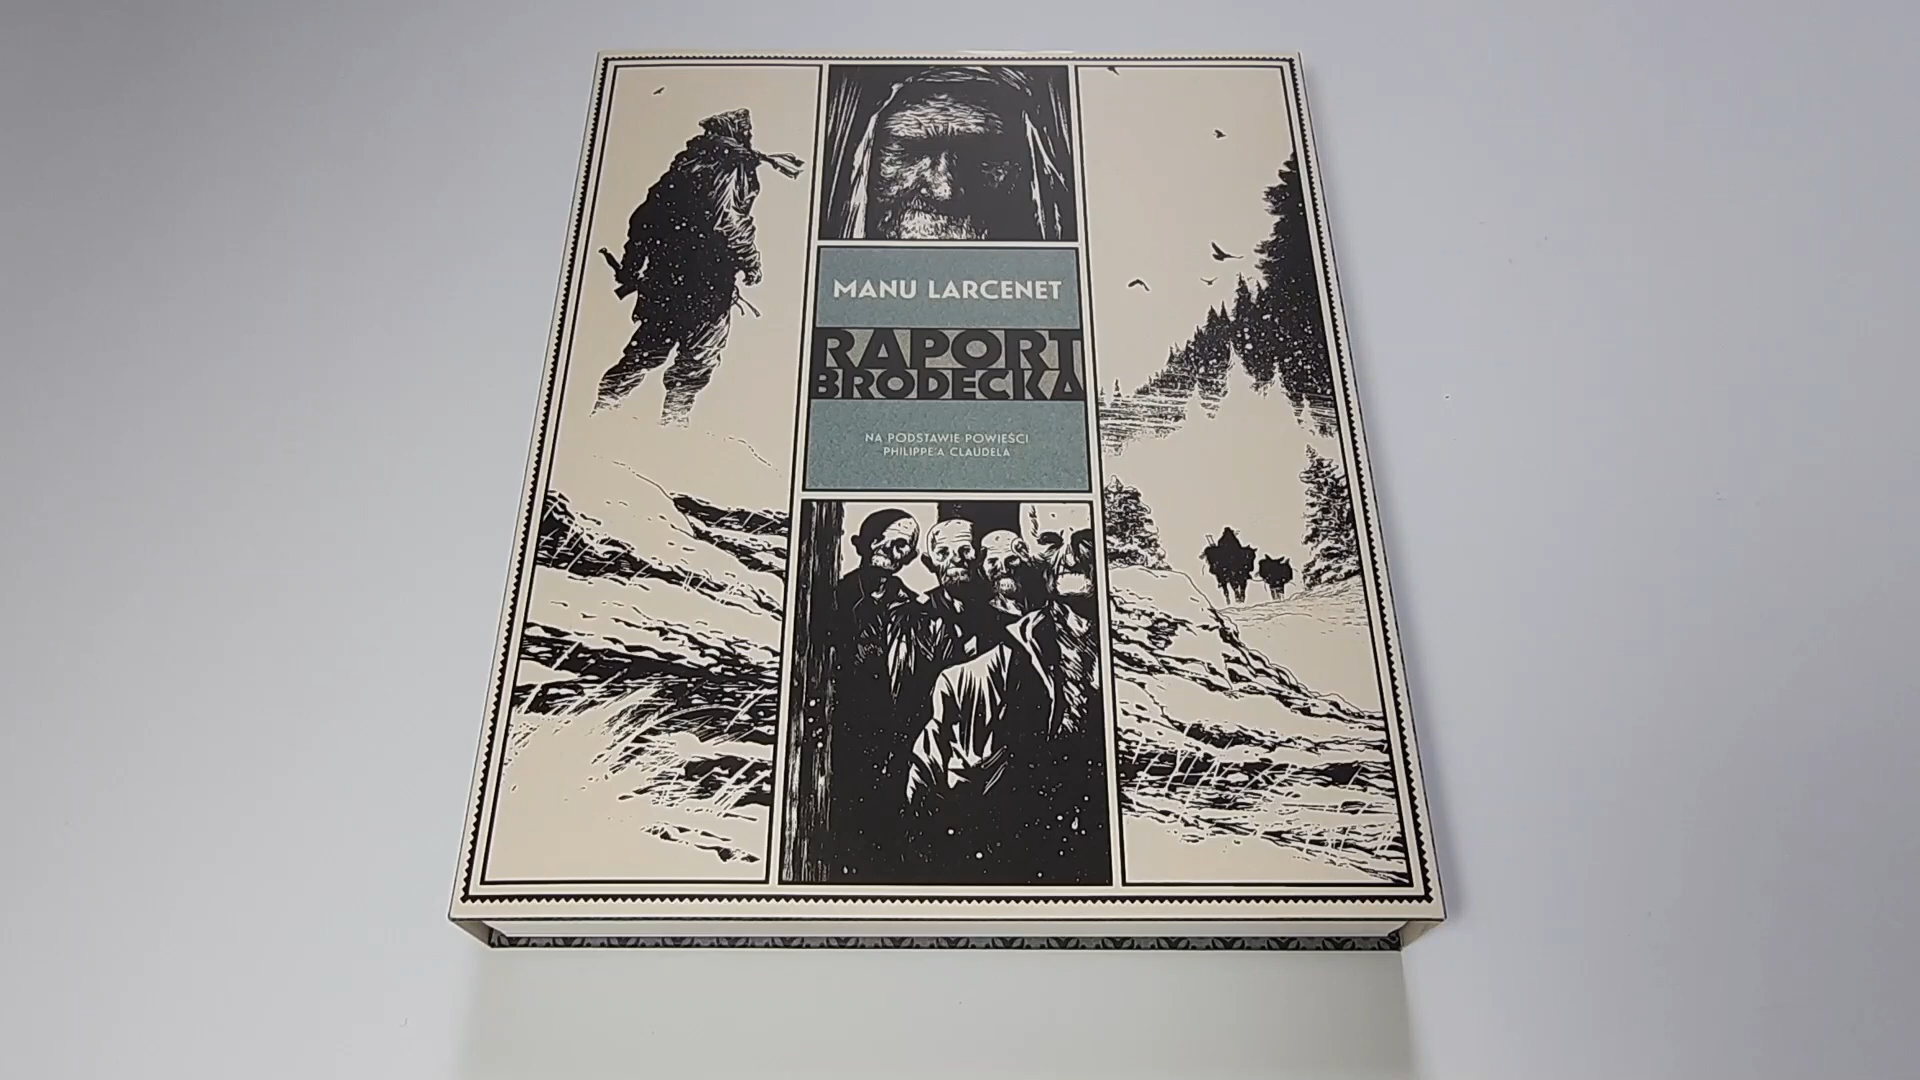 MANU LARCENET
RAPORT
BRODECKA
NA PODSTAWIE POWIEŚCI
PHILIPPE'A CLAUDELA